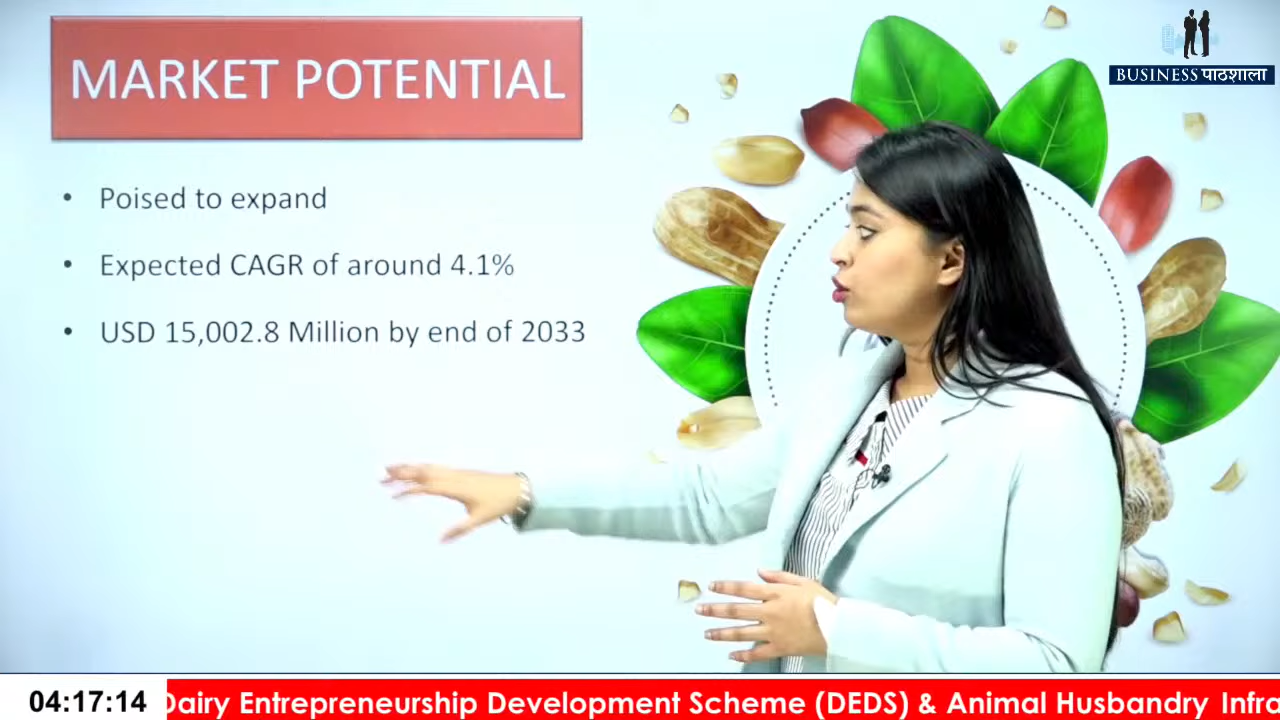 MARKET POTENTIAL
• Poised to expand
• Expected CAGR of around 4.1%
• USD 15,002.8 Million by end of 2033
BUSINESS पाठशाला
04:17:14
Dairy Entrepreneurship Development Scheme (DEDS) & Animal Husbandry